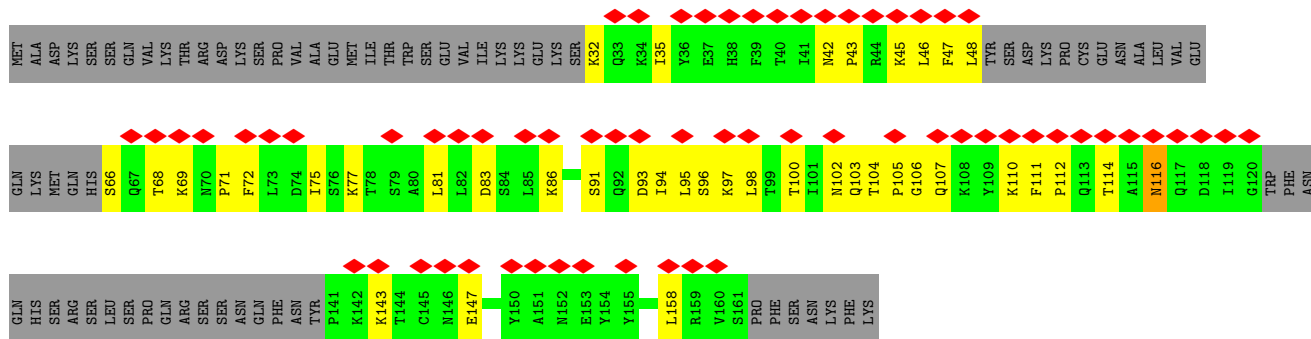 MET ALA ASP LYS SER SER GLN VAL LYS THR ARG ASP LYS SER PRO VAL ALA GLU MET ILE THR TRP SER GLU VAL ILE LYS LYS GLU LYS SER K32 Q33 K34 I35 Y36 E37 H38 F39 T40 I41 N42 P43 R44 K45 L46 F47 L48 TYR SER ASP LYS PRO CYS GLU ASN ALA LEU VAL GLU
GLN LYS MET GLN HIS S66 Q67 T68 K69 N70 P71 F72 L73 D74 I75 S76 K77 T78 S79 A80 L81 L82 D83 S84 L85 K86 S91 Q92 D93 I94 L95 S96 K97 L98 T99 T100 I101 N102 Q103 T104 P105 G106 Q107 K108 Y109 K110 F111 P112 Q113 T114 A115 N116 Q117 D118 I119 G120 TRP PHE ASN
GLN HIS SER ARG SER LEU SER PRO GLN ARG SER SER ASN GLN PHE ASN TYR P141 K142 K143 T144 C145 N146 E147 Y150 A151 N152 E153 Y154 Y155 L158 R159 V160 S161 PRO PHE SER ASN LYS PHE LYS